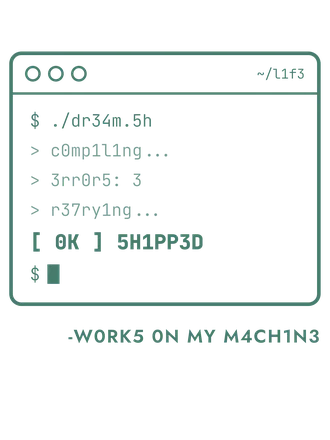 ~/l1f3
$ ./dr34m.5h
> c0mp1l1ng...
> 3rr0r5: 3
> r37ry1ng...
[ 0K ] 5H1PP3D
$
-W0RK5 0N MY M4CH1N3